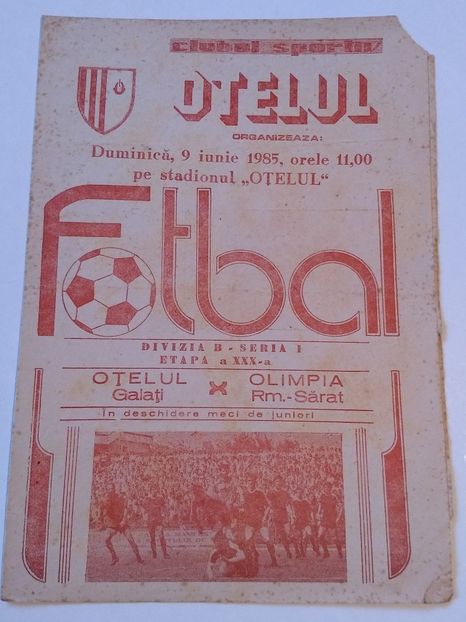 clubul sportiv
OȚELUL
ORGANIZEAZA:
Duminică, 9 iunie 1985, orele 11,00
pe stadionul „OȚELUL“
Fotbal
DIVIZIA B - SERIA I
ETAPA a XXX-a
OȚELUL x OLIMPIA
Galați Rm.-Sărat
în deschidere meci de juniori